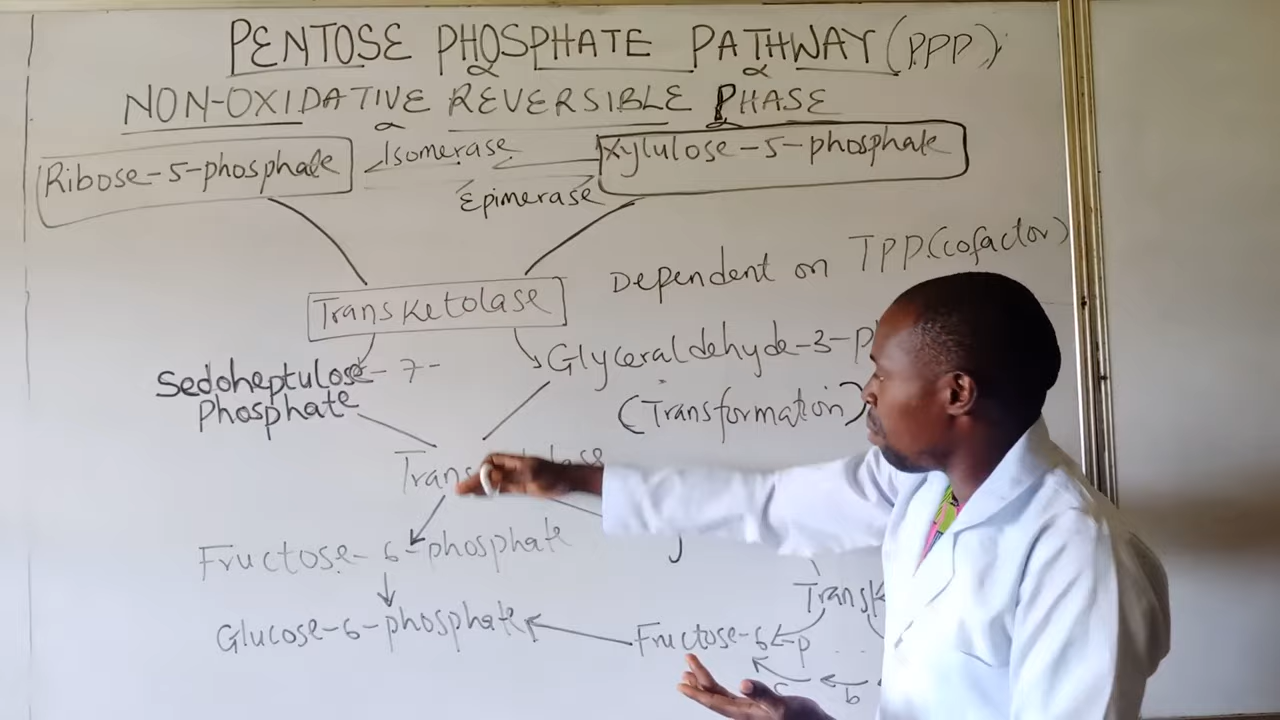 PENTOSE PHOSPHATE PATHWAY (PPP)
NON-OXIDATIVE REVERSIBLE PHASE
Ribose-5-phosphate
Isomerase
Xylulose-5-phosphate
Epimerase
Dependent on TPP (cofactor)
Transketolase
Sedoheptulose-7-
Phosphate
Glyceraldehyde-3-p
(Transformation)
Fructose-6-phosphate
Glucose-6-phosphate
Transk
Fructose-6-p
c b